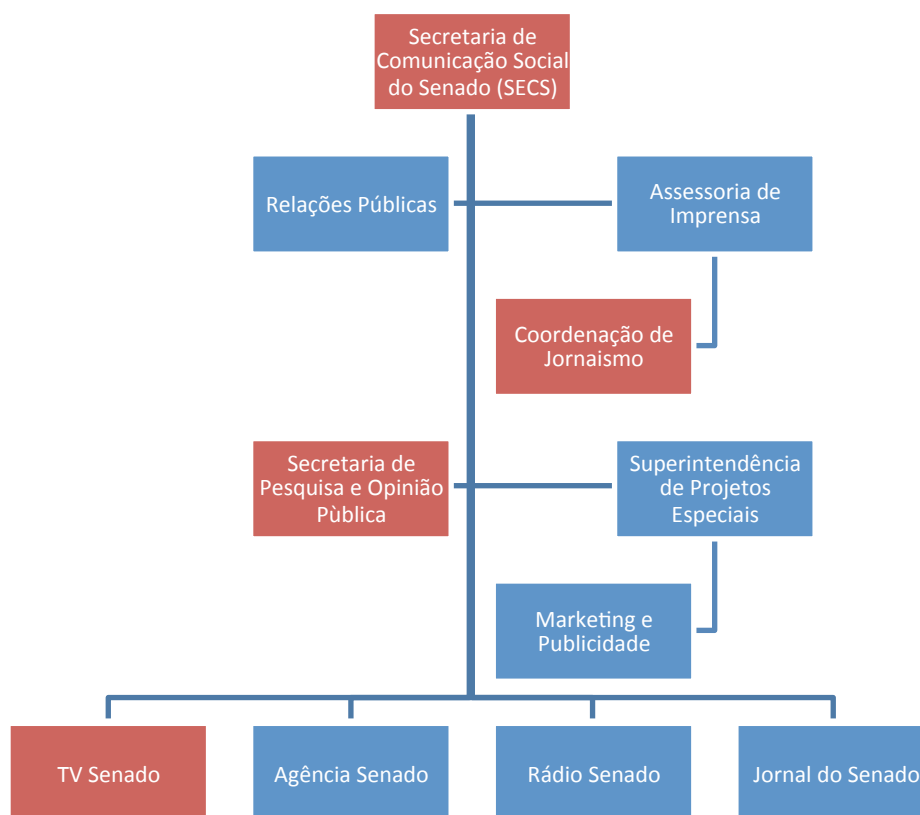 Secretaria de
Comunicação Social
do Senado (SECS)
Relações Públicas
Assessoria de
Imprensa
Coordenação de
Jornaismo
Secretaria de
Pesquisa e Opinião
Pùblica
Superintendência
de Projetos
Especiais
Marketing e
Publicidade
TV Senado
Agência Senado
Rádio Senado
Jornal do Senado